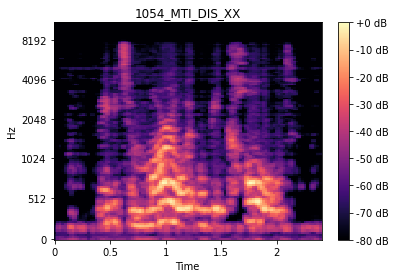 1054_MTI_DIS_XX
+0 dB
8192
-10 dB
4096
-20 dB
-30 dB
2048
Hz
-40 dB
1024
-50 dB
512
-60 dB
-70 dB
0
-80 dB
0
0.5
1
1.5
2
Time